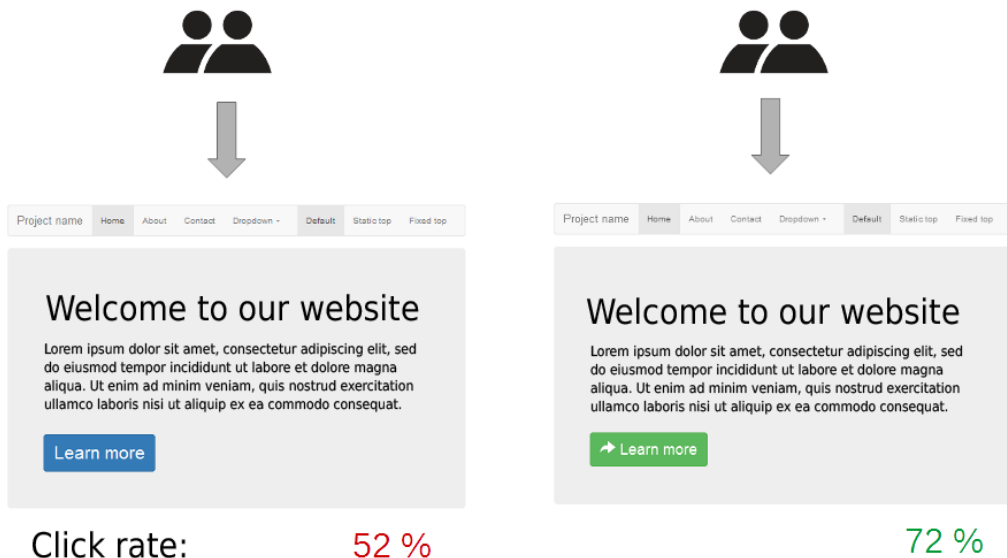 Project name Home About Contact Dropdown Default Static top Fixed top
Welcome to our website
Lorem ipsum dolor sit amet, consectetur adipiscing elit, sed
do eiusmod tempor incididunt ut labore et dolore magna
aliqua. Ut enim ad minim veniam, quis nostrud exercitation
ullamco laboris nisi ut aliquip ex ea commodo consequat.
Learn more
Project name Home About Contact Dropdown Default Static top Fixed top
Welcome to our website
Lorem ipsum dolor sit amet, consectetur adipiscing elit, sed
do eiusmod tempor incididunt ut labore et dolore magna
aliqua. Ut enim ad minim veniam, quis nostrud exercitation
ullamco laboris nisi ut aliquip ex ea commodo consequat.
Learn more
Click rate: 52 % 72 %